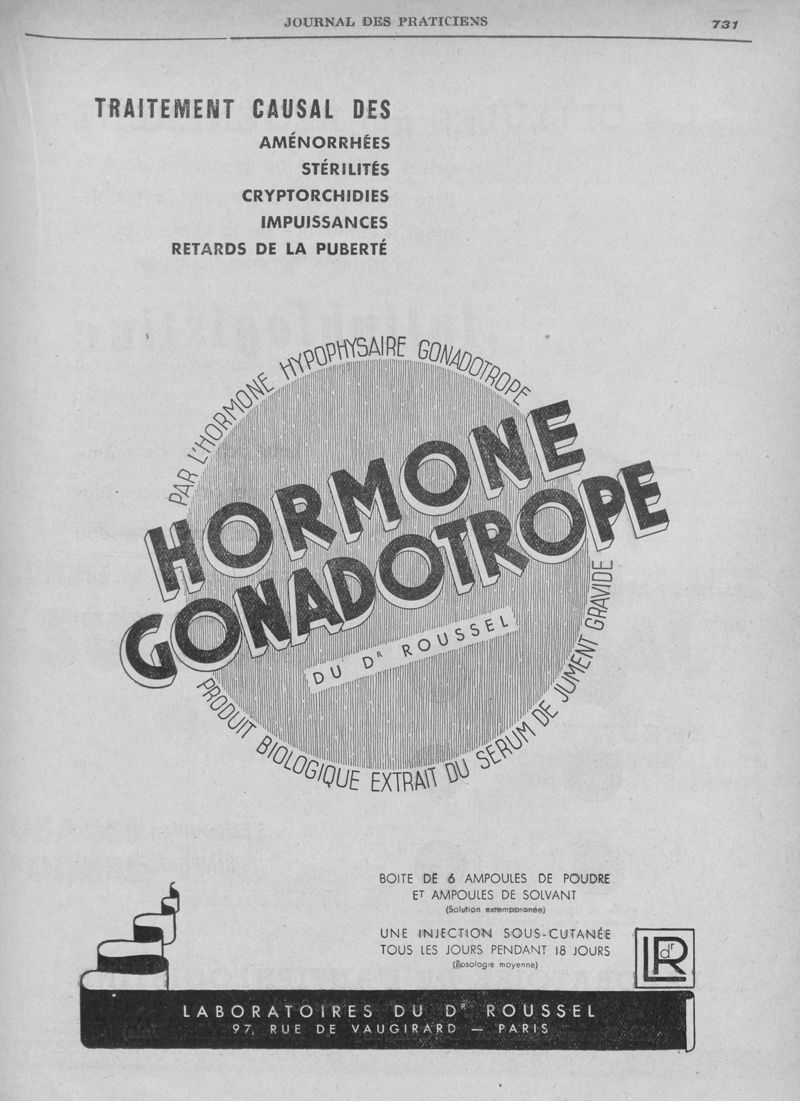 JOURNAL DES PRATICIENS
731
TRAITEMENT CAUSAL DES
AMÉNORRHÉES
STÉRILITÉS
CRYPTORCHIDIES
IMPUISSANCES
RETARDS DE LA PUBERTÉ
PAR L'HORMONE HYPOPHYSAIRE GONADOTROPE
HORMONE
GONADOTROPE
DU DR ROUSSEL
PRODUIT BIOLOGIQUE EXTRAIT DU SERUM DE JUMENT GRAVIDE
BOITE DE 6 AMPOULES DE POUDRE
ET AMPOULES DE SOLVANT
(Solution extemporanée)
UNE INJECTION SOUS-CUTANÉE
TOUS LES JOURS PENDANT 18 JOURS
(Posologie moyenne)
L dr R
LABORATOIRES DU DR ROUSSEL
97, RUE DE VAUGIRARD — PARIS